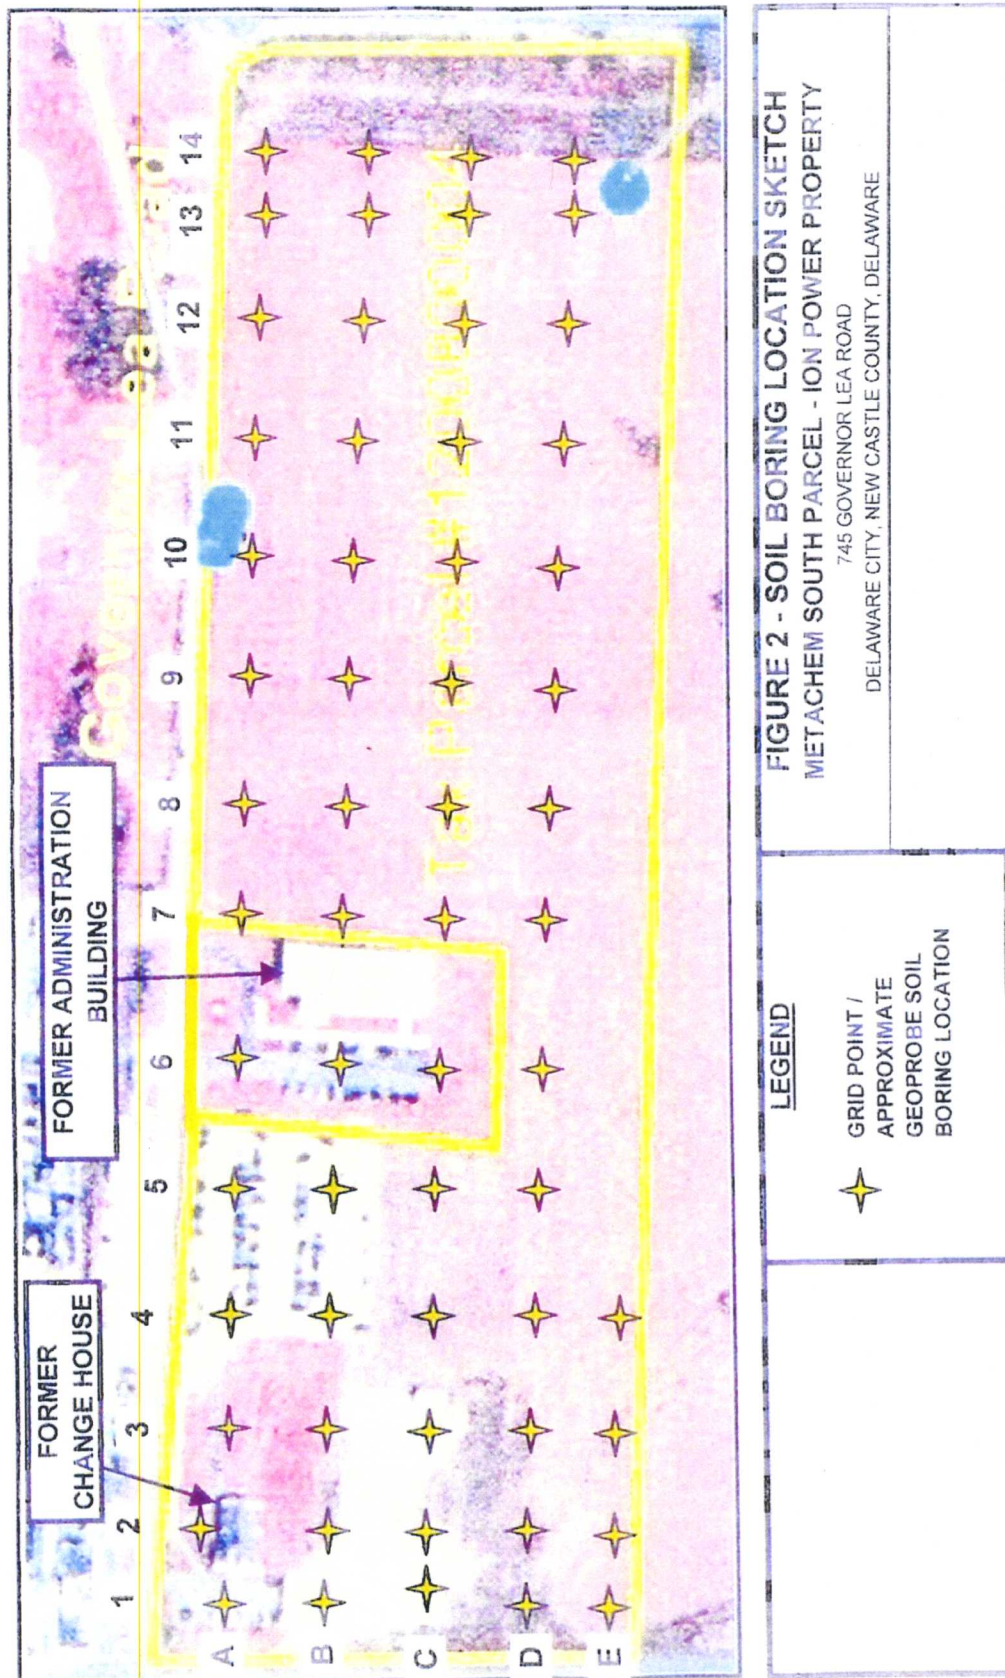 FORMER
CHANGE HOUSE
FORMER ADMINISTRATION
BUILDING
1 2 3 4 5 6 7 8 9 10 11 12 13 14
A
B
C
D
E
LEGEND
GRID POINT /
APPROXIMATE
GEOPROBE SOIL
BORING LOCATION
FIGURE 2 - SOIL BORING LOCATION SKETCH
METACHEM SOUTH PARCEL - ION POWER PROPERTY
745 GOVERNOR LEA ROAD
DELAWARE CITY, NEW CASTLE COUNTY, DELAWARE